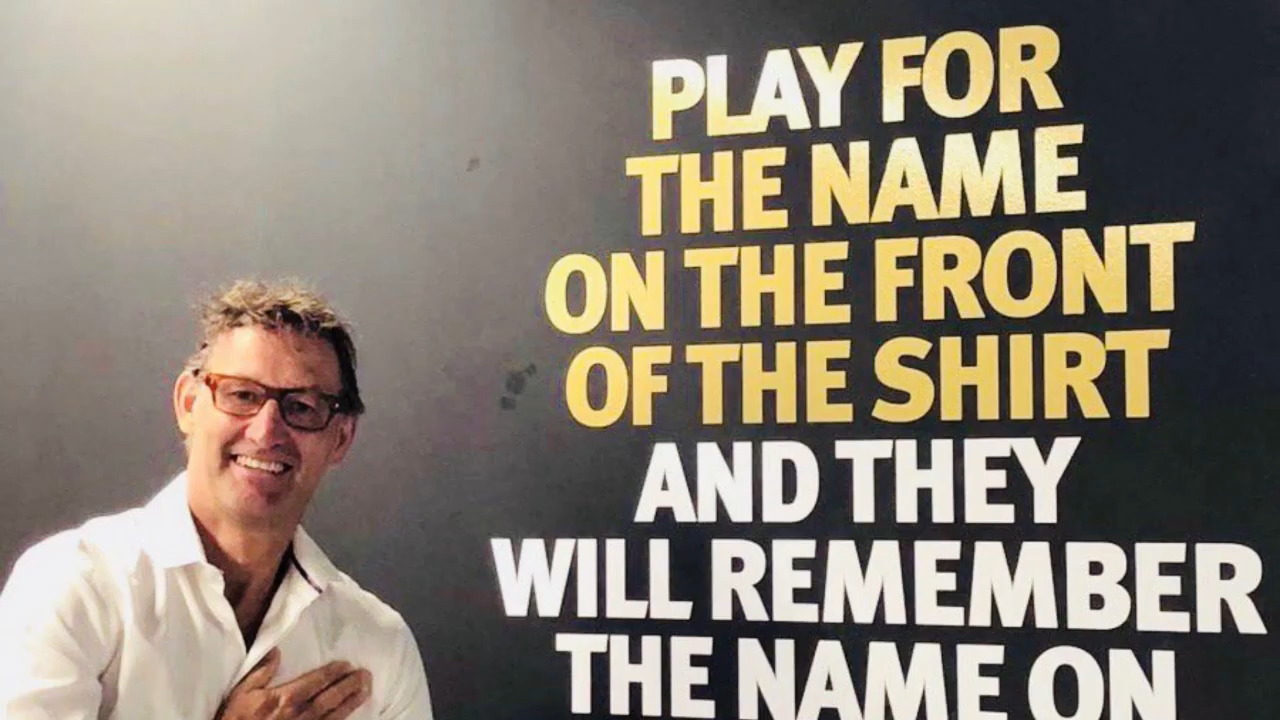 PLAY FOR
THE NAME
ON THE FRONT
OF THE SHIRT
AND THEY
WILL REMEMBER
THE NAME ON